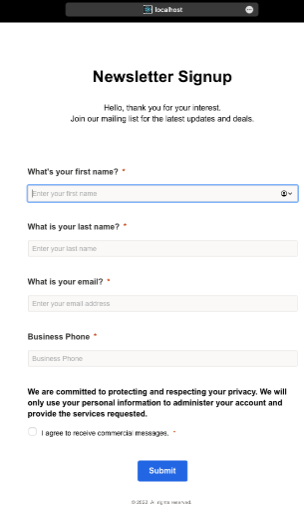 localhost
Newsletter Signup
Hello, thank you for your interest.
Join our mailing list for the latest updates and deals.
What's your first name? *
Enter your first name
What is your last name? *
Enter your last name
What is your email? *
Enter your email address
Business Phone *
Business Phone
We are committed to protecting and respecting your privacy. We will
only use your personal information to administer your account and
provide the services requested.
I agree to receive commercial messages. *
Submit
rights reserved.